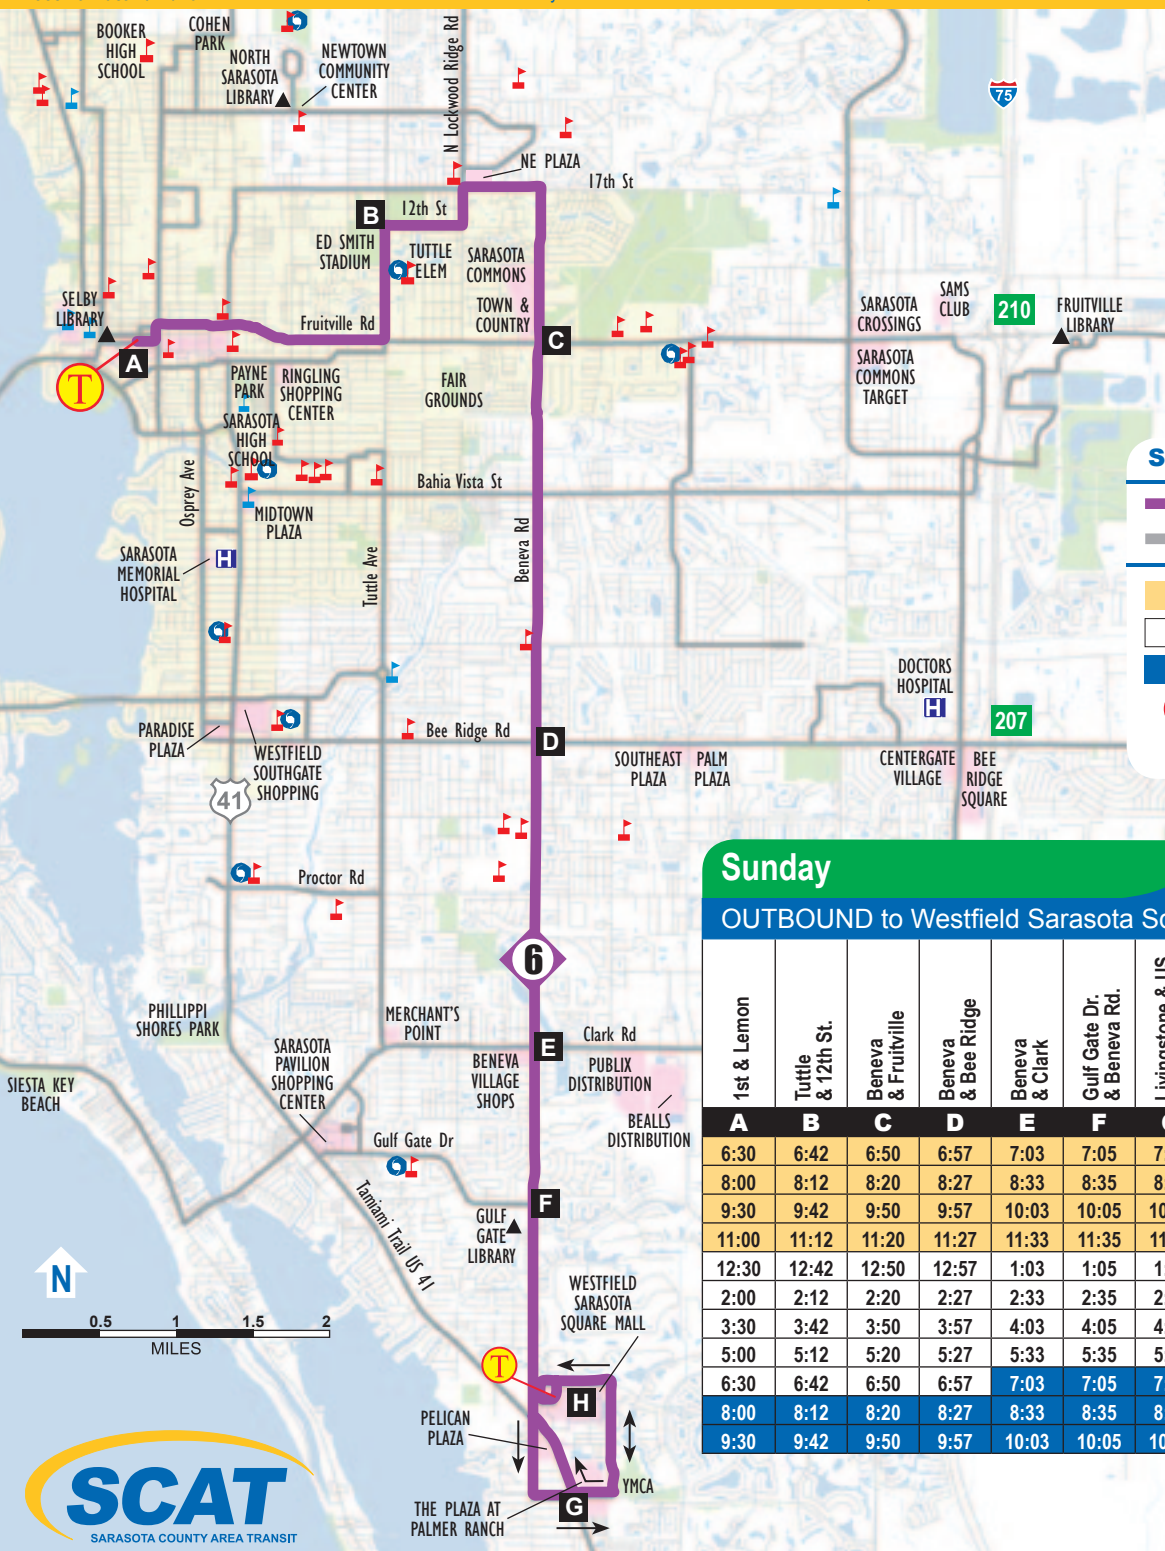 BOOKER
HIGH
SCHOOL
COHEN
PARK
NORTH
SARASOTA
LIBRARY
NEWTOWN
COMMUNITY
CENTER
N Lockwood Ridge Rd
75
NE PLAZA
17th St
12th St
B
ED SMITH
STADIUM
TUTTLE
ELEM
SARASOTA
COMMONS
TOWN &
COUNTRY
SELBY
LIBRARY
Fruitville Rd
A
T
C
SARASOTA
CROSSINGS
SAMS
CLUB
210
FRUITVILLE
LIBRARY
SARASOTA
COMMONS
TARGET
PAYNE
PARK
RINGLING
SHOPPING
CENTER
FAIR
GROUNDS
SARASOTA
HIGH
SCHOOL
Osprey Ave
Bahia Vista St
MIDTOWN
PLAZA
SARASOTA
MEMORIAL
HOSPITAL
H
Tuttle Ave
Beneva Rd
S
DOCTORS
HOSPITAL
H
207
PARADISE
PLAZA
WESTFIELD
SOUTHGATE
SHOPPING
Bee Ridge Rd
D
SOUTHEAST
PLAZA
PALM
PLAZA
CENTERGATE
VILLAGE
BEE
RIDGE
SQUARE
41
Proctor Rd
6
PHILLIPPI
SHORES PARK
MERCHANT'S
POINT
Clark Rd
E
SARASOTA
PAVILION
SHOPPING
CENTER
BENEVA
VILLAGE
SHOPS
PUBLIX
DISTRIBUTION
BEALLS
DISTRIBUTION
SIESTA KEY
BEACH
Gulf Gate Dr
Tamiami Trail US 41
F
GULF
GATE
LIBRARY
WESTFIELD
SARASOTA
SQUARE MALL
T
H
PELICAN
PLAZA
YMCA
G
THE PLAZA AT
PALMER RANCH
N
0.5 1 1.5 2
MILES
SCAT
SARASOTA COUNTY AREA TRANSIT
Sunday
OUTBOUND to Westfield Sarasota
1st & Lemon
Tuttle
& 12th St.
Beneva
& Fruitville
Beneva
& Bee Ridge
Beneva
& Clark
Gulf Gate Dr.
& Beneva Rd.
Livingstone & US
A B C D E F
6:30 6:42 6:50 6:57 7:03 7:05
8:00 8:12 8:20 8:27 8:33 8:35
9:30 9:42 9:50 9:57 10:03 10:05
11:00 11:12 11:20 11:27 11:33 11:35
12:30 12:42 12:50 12:57 1:03 1:05
2:00 2:12 2:20 2:27 2:33 2:35
3:30 3:42 3:50 3:57 4:03 4:05
5:00 5:12 5:20 5:27 5:33 5:35
6:30 6:42 6:50 6:57 7:03 7:05
8:00 8:12 8:20 8:27 8:33 8:35
9:30 9:42 9:50 9:57 10:03 10:05